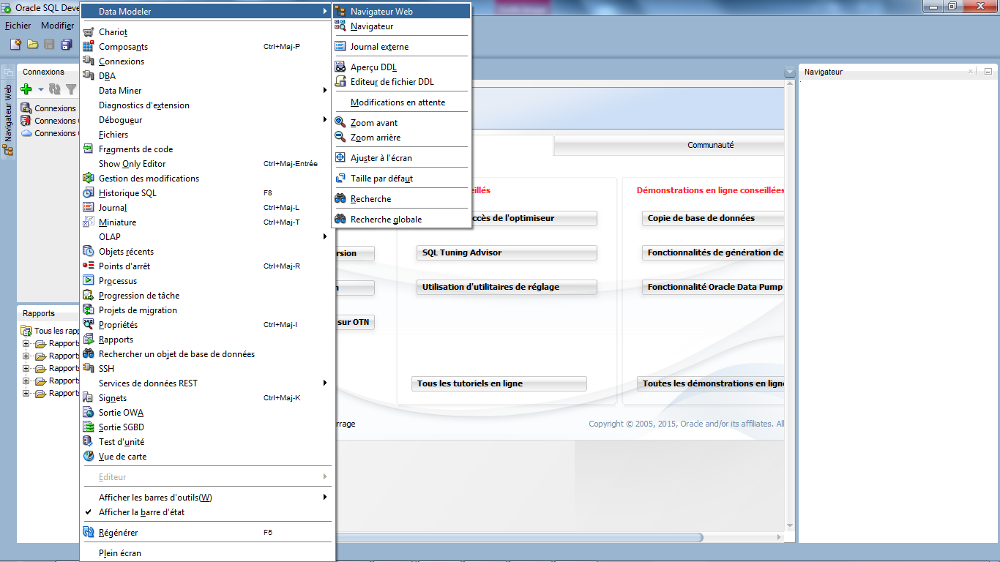 Oracle SQL Deve
Fichier Modifier
Connexions
Connexions
Connexions
Connexions
Navigateur Web
Rapports
Tous les rapp
Rapports
Rapports
Rapports
Rapports
Rapports
Data Modeler
Chariot
Composants Ctrl+Maj-P
Connexions
DBA
Data Miner
Diagnostics d'extension
Débogueur
Fichiers
Fragments de code
Show Only Editor Ctrl+Maj-Entrée
Gestion des modifications
Historique SQL F8
Journal Ctrl+Maj-L
Miniature Ctrl+Maj-T
OLAP
Objets récents
Points d'arrêt Ctrl+Maj-R
Processus
Progression de tâche
Projets de migration
Propriétés Ctrl+Maj-I
Rapports
Rechercher un objet de base de données
SSH
Services de données REST
Signets Ctrl+Maj-K
Sortie OWA
Sortie SGBD
Test d'unité
Vue de carte
Editeur
Afficher les barres d'outils(W)
Afficher la barre d'état
Régénérer F5
Plein écran
Navigateur Web
Navigateur
Journal externe
Aperçu DDL
Editeur de fichier DDL
Modifications en attente
Zoom avant
Zoom arrière
Ajuster à l'écran
Taille par défaut
Recherche
Recherche globale
Communauté
eillés
ccès de l'optimiseur
SQL Tuning Advisor
Utilisation d'utilitaires de réglage
Tous les tutoriels en ligne
rsion
n
sur OTN
rrage
Démonstrations en ligne conseillées
Copie de base de données
Fonctionnalités de génération de
Fonctionnalité Oracle Data Pump
Toutes les démonstrations en ligne
Copyright © 2005, 2015, Oracle and/or its affiliates. All
Navigateur